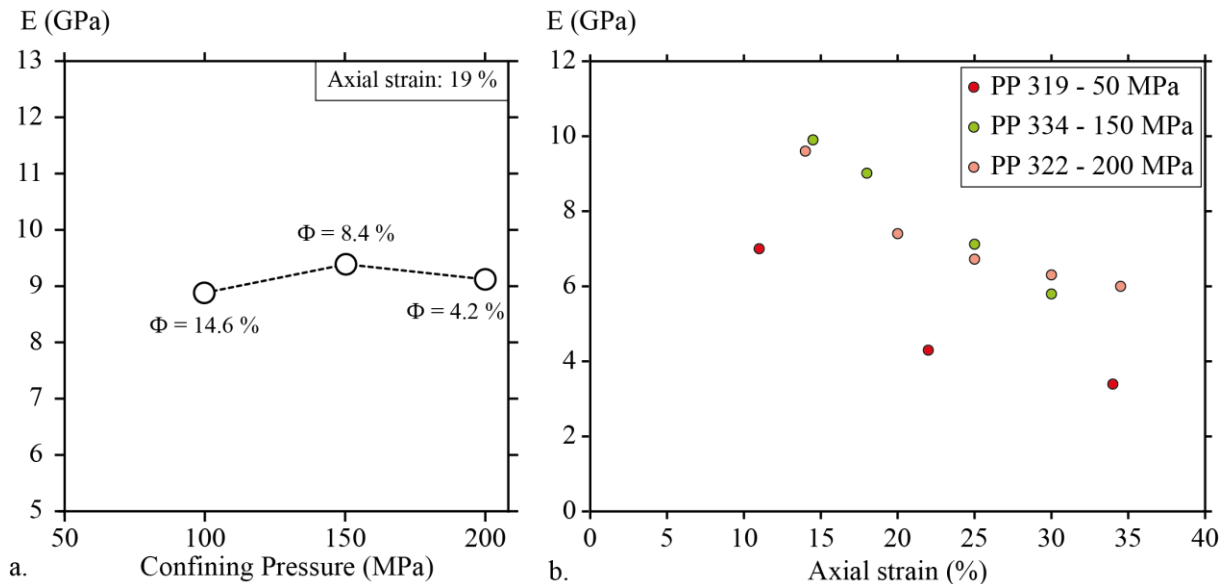 E (GPa)
13
12
11
10
9
8
7
6
5
50
100
150
200
Confining Pressure (MPa)
Axial strain: 19 %
Φ = 8.4 %
Φ = 14.6 %
Φ = 4.2 %
a.
E (GPa)
12
10
8
6
4
2
0
0
5
10
15
20
25
30
35
40
Axial strain (%)
PP 319 - 50 MPa
PP 334 - 150 MPa
PP 322 - 200 MPa
b.